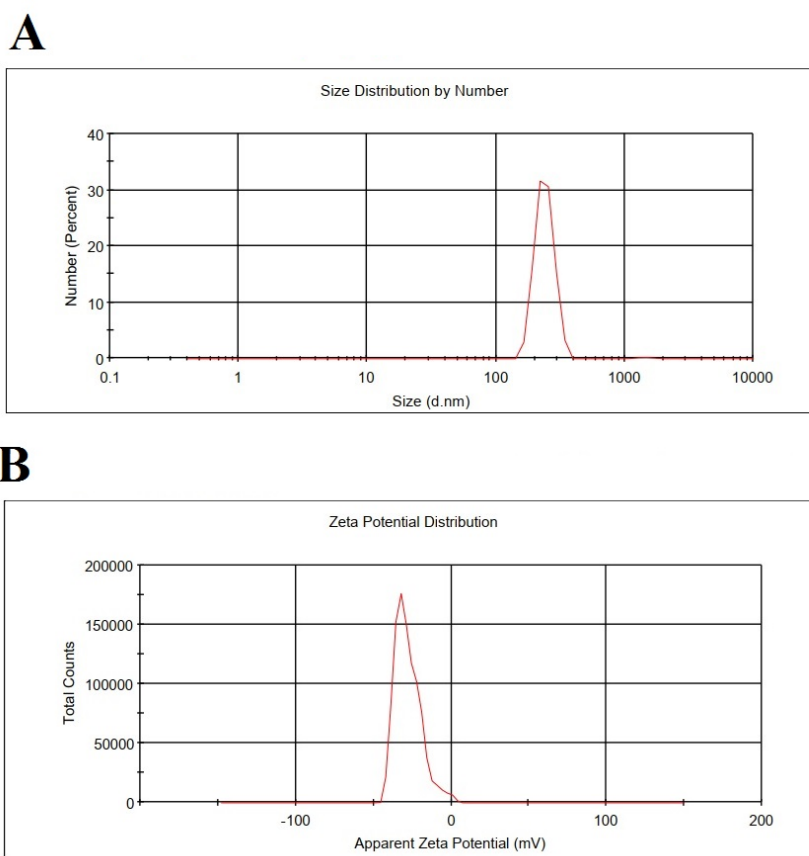 A
Size Distribution by Number
40
30
20
10
0
Number (Percent)
0.1 1 10 100 1000 10000
Size (d.nm)
B
Zeta Potential Distribution
200000
150000
100000
50000
0
Total Counts
-100 0 100 200
Apparent Zeta Potential (mV)